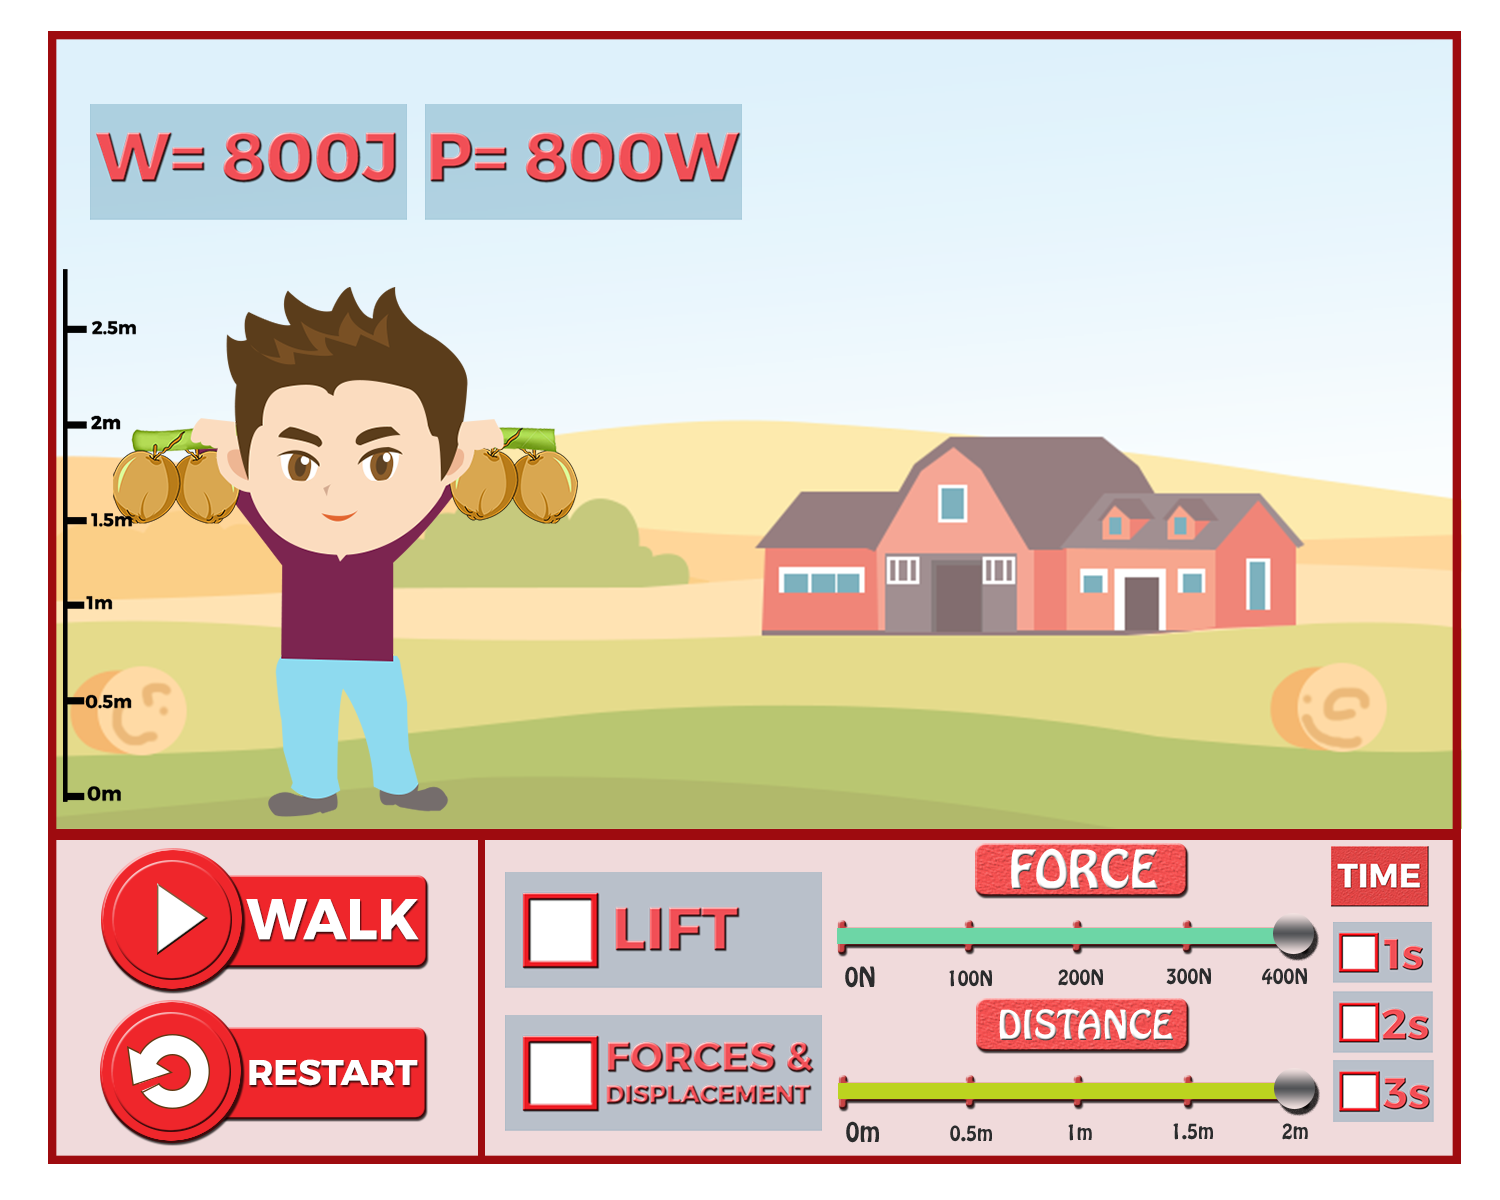 W= 800J P= 800W
2.5m
2m
1.5m
1m
0.5m
0m
WALK
RESTART
LIFT
FORCES &
DISPLACEMENT
FORCE
0N 100N 200N 300N 400N
DISTANCE
0m 0.5m 1m 1.5m 2m
TIME
1s
2s
3s